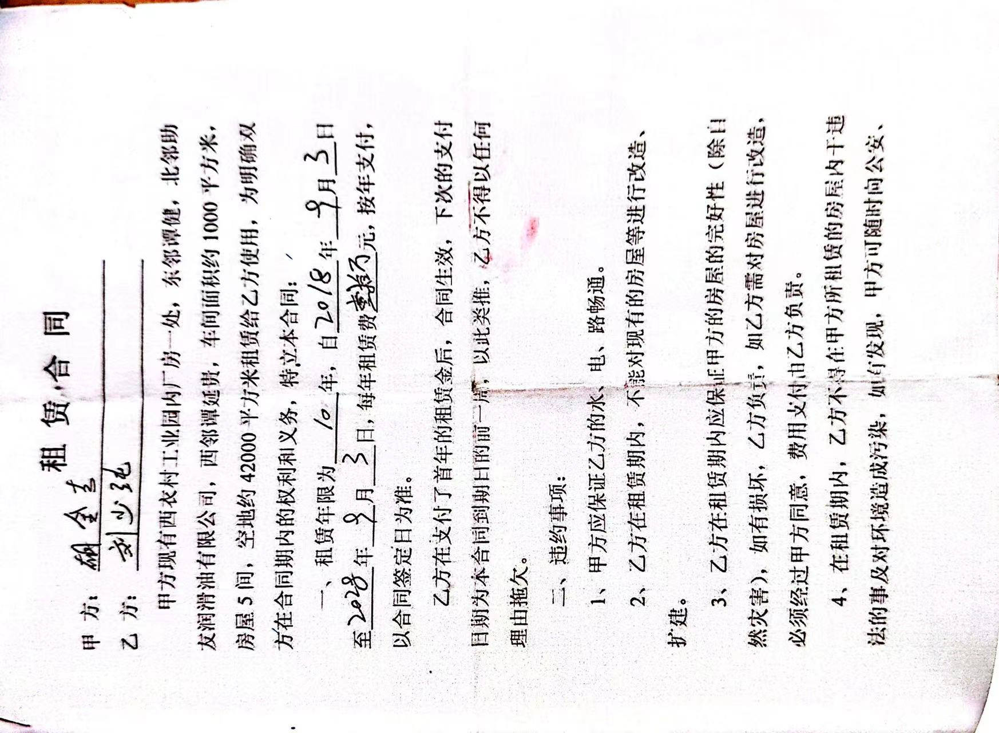 租 赁 合 同
甲 方：胡金志
乙 方：刘少纯
甲方现有西衣村工业园内厂房一处，东邻谭健，北邻助
友润滑油有限公司，西邻谭延贵，车间面积约 1000 平方米，
房屋 5 间，空地约 42000 平方米租赁给乙方使用，为明确双
方在合同期内的权利和义务，特立本合同：
一、租赁年限为 10 年，自 2018 年 9 月 3 日
至 2028 年 9 月 3 日，每年租赁费 元，按年支付，
以合同签定日为准。
乙方在支付了首年的租赁金后，合同生效，下次的支付
日期为本合同到期日的前一周，以此类推，乙方不得以任何
理由拖欠。
二、违约事项：
1、甲方应保证乙方的水、电、路畅通。
2、乙方在租赁期内，不能对现有的房屋等进行改造、
扩建。
3、乙方在租赁期内应保证甲方的房屋的完好性（除自
然灾害），如有损坏，乙方负责，如乙方需对房屋进行改造，
必须经过甲方同意，费用支付由乙方负责。
4、在租赁期内，乙方不得在甲方所租赁的房屋内干违
法的事及对环境造成污染，如有发现，甲方可随时向公安、